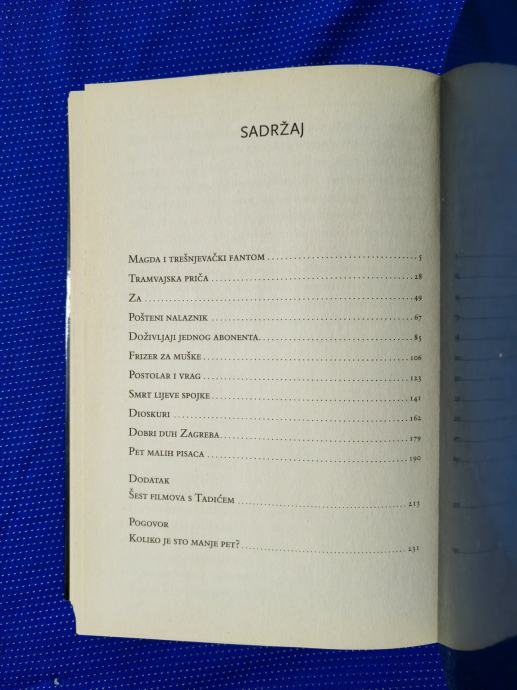 SADRŽAJ
Magda i trešnjevački fantom 5
Tramvajska priča 28
Za 49
Pošteni nalaznik 67
Doživljaji jednog abonenta 85
Frizer za muške 106
Postolar i vrag 123
Smrt lijeve spojke 141
Dioskuri 162
Dobri duh Zagreba 179
Pet malih pisaca 190
Dodatak
Šest filmova s Tadićem 213
Pogovor
Koliko je sto manje pet? 231